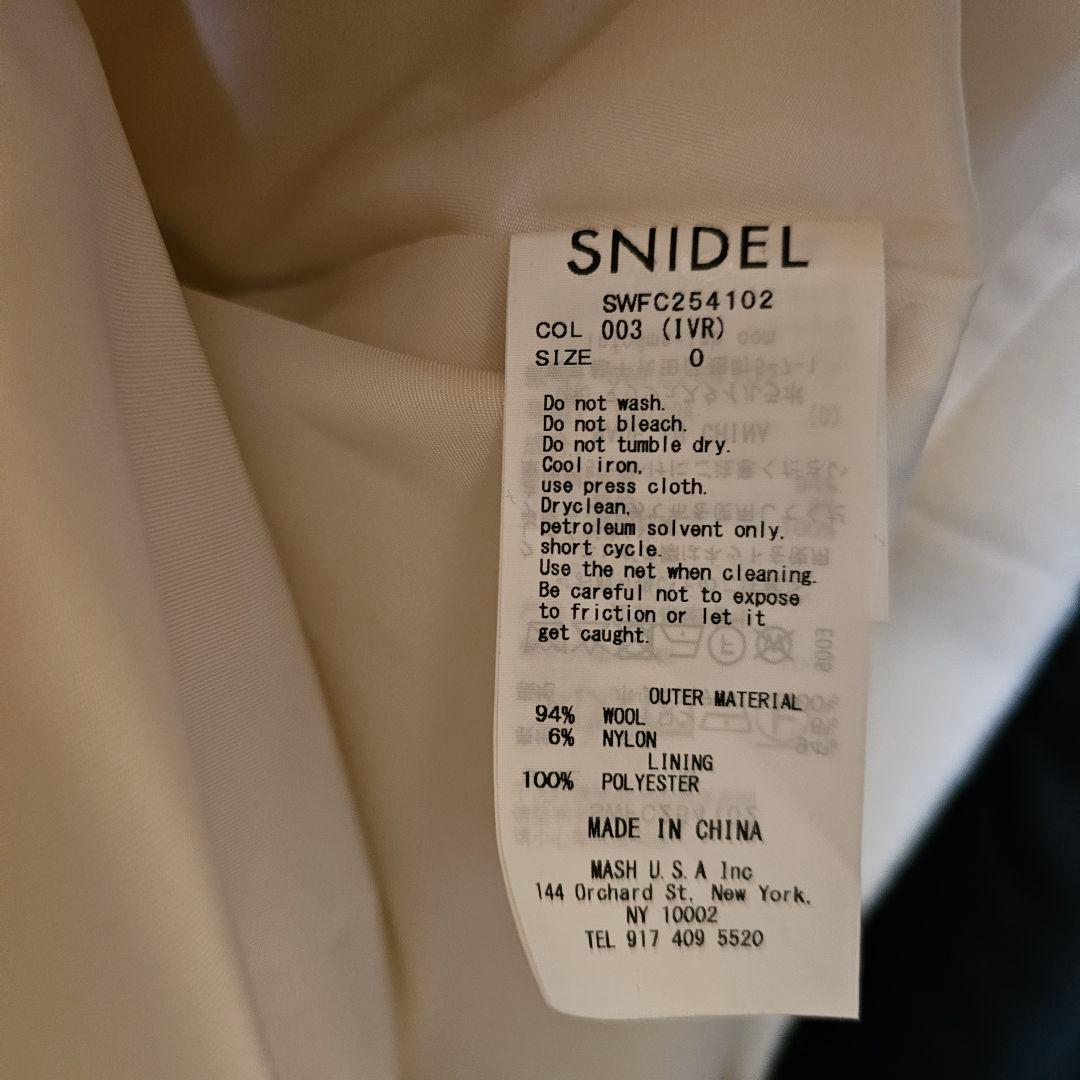 SNIDEL
SWFC254102
COL 003 (IVR)
SIZE 0
Do not wash.
Do not bleach.
Do not tumble dry.
Cool iron,
use press cloth.
Dryclean,
petroleum solvent only,
short cycle.
Use the net when cleaning.
Be careful not to expose
to friction or let it
get caught.
OUTER MATERIAL
94% WOOL
6% NYLON
LINING
100% POLYESTER
MADE IN CHINA
MASH U.S.A Inc
144 Orchard St, New York,
NY 10002
TEL 917 409 5520